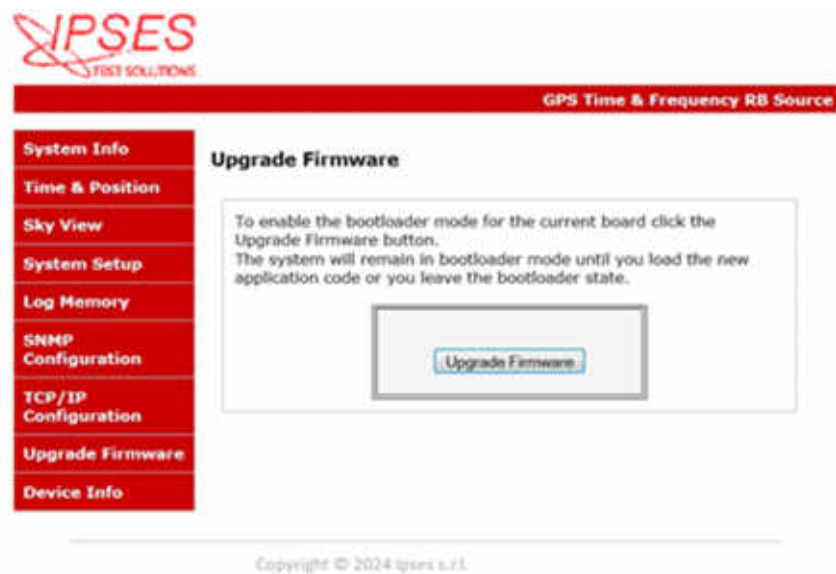 IPSES
TEST SOLUTIONS
GPS Time & Frequency RB Source
System Info
Time & Position
Sky View
System Setup
Log Memory
SNMP
Configuration
TCP/IP
Configuration
Upgrade Firmware
Device Info
Upgrade Firmware
To enable the bootloader mode for the current board click the
Upgrade Firmware button.
The system will remain in bootloader mode until you load the new
application code or you leave the bootloader state.
Upgrade Firmware
Copyright © 2024 Ipses s.r.l.